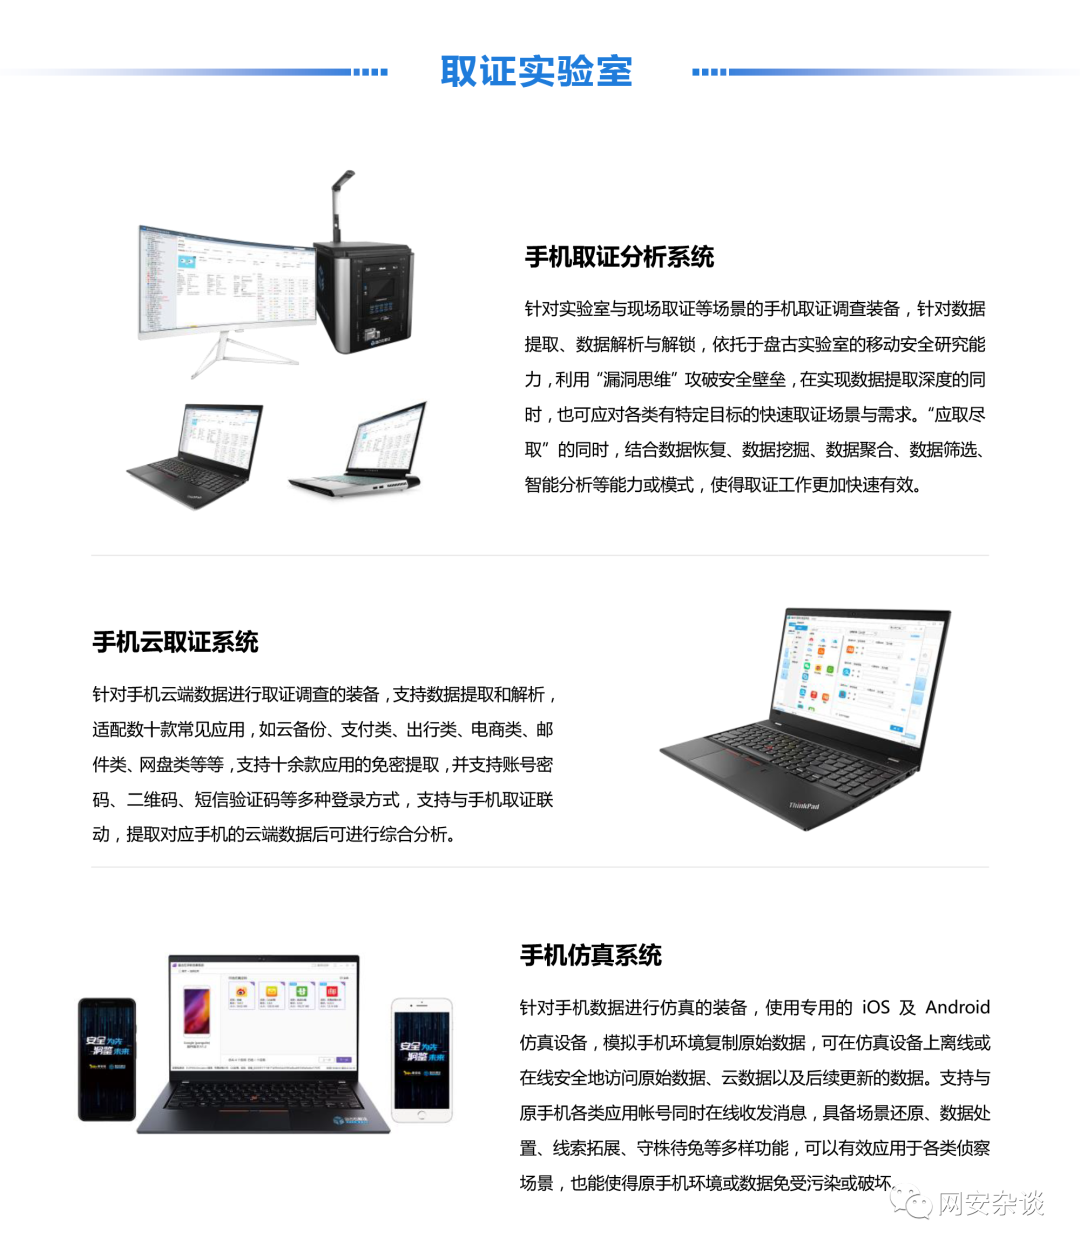 取证实验室
手机取证分析系统
针对实验室与现场取证等场景的手机取证调查装备，针对数据
提取、数据解析与解锁，依托于盘古实验室的移动安全研究能
力，利用“漏洞思维”攻破安全壁垒，在实现数据提取深度的同
时，也可应对各类有特定目标的快速取证场景与需求。“应取尽
取”的同时，结合数据恢复、数据挖掘、数据聚合、数据筛选、
智能分析等能力或模式，使得取证工作更加快速有效。
手机云取证系统
针对手机云端数据进行取证调查的装备，支持数据提取和解析，
适配数十款常见应用，如云备份、支付类、出行类、电商类、邮
件类、网盘类等等，支持十余款应用的免密提取，并支持账号密
码、二维码、短信验证码等多种登录方式，支持与手机取证联
动，提取对应手机的云端数据后可进行综合分析。
ThinkPad
手机仿真系统
针对手机数据进行仿真的装备，使用专用的 iOS 及 Android
仿真设备，模拟手机环境复制原始数据，可在仿真设备上离线或
在线安全地访问原始数据、云数据以及后续更新的数据。支持与
原手机各类应用帐号同时在线收发消息，具备场景还原、数据处
置、线索拓展、守株待兔等多样功能，可以有效应用于各类侦察
场景，也能使得原手机环境或数据免受污染或破坏。
安全为先
洞鉴未来
安全为先
洞鉴未来
网安杂谈